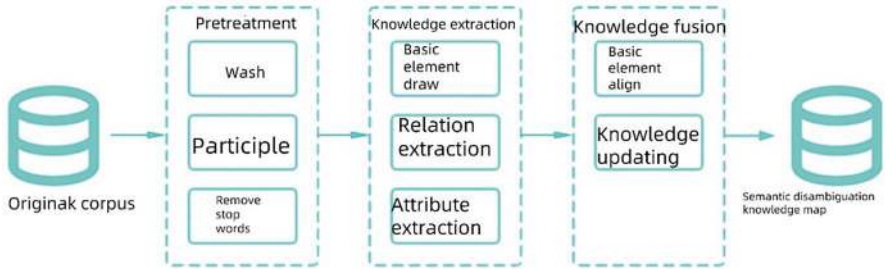 Pretreatment
Wash
Participle
Remove
stop
words
Knowledge extraction
Basic
element
draw
Relation
extraction
Attribute
extraction
Knowledge fusion
Basic
element
align
Knowledge
updating
Originak corpus
Semantic disambiguation
knowledge map